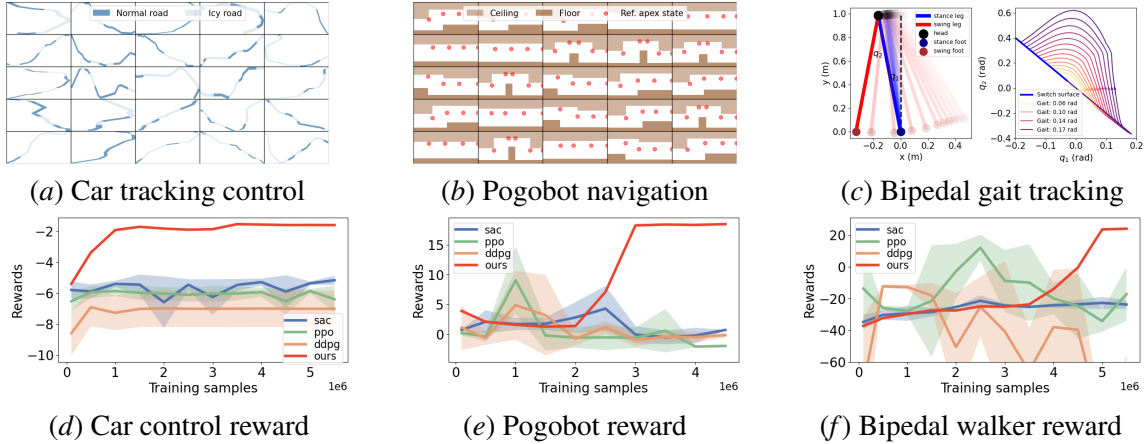 Normal road Icy road
Ceiling Floor Ref. apex state
stance leg
swing leg
head
stance foot
swing foot
q2
q1
y (m)
1.0
0.8
0.6
0.4
0.2
0.0
-0.2 0.0 0.2 0.4
x (m)
q2 (rad)
0.6
0.4
0.2
0.0
-0.2
-0.4
Switch surface
Gait: 0.06 rad
Gait: 0.10 rad
Gait: 0.14 rad
Gait: 0.17 rad
-0.2 -0.1 0.0 0.1 0.2
q1 (rad)
(a) Car tracking control
(b) Pogobot navigation
(c) Bipedal gait tracking
Rewards
−2
−4
−6
−8
−10
sac
ppo
ddpg
ours
0 1 2 3 4 5
Training samples 1e6
Rewards
15
10
5
0
−5
sac
ppo
ddpg
ours
0 1 2 3 4
Training samples 1e6
Rewards
20
0
−20
−40
−60
sac
ppo
ddpg
ours
0 1 2 3 4 5
Training samples 1e6
(d) Car control reward
(e) Pogobot reward
(f) Bipedal walker reward